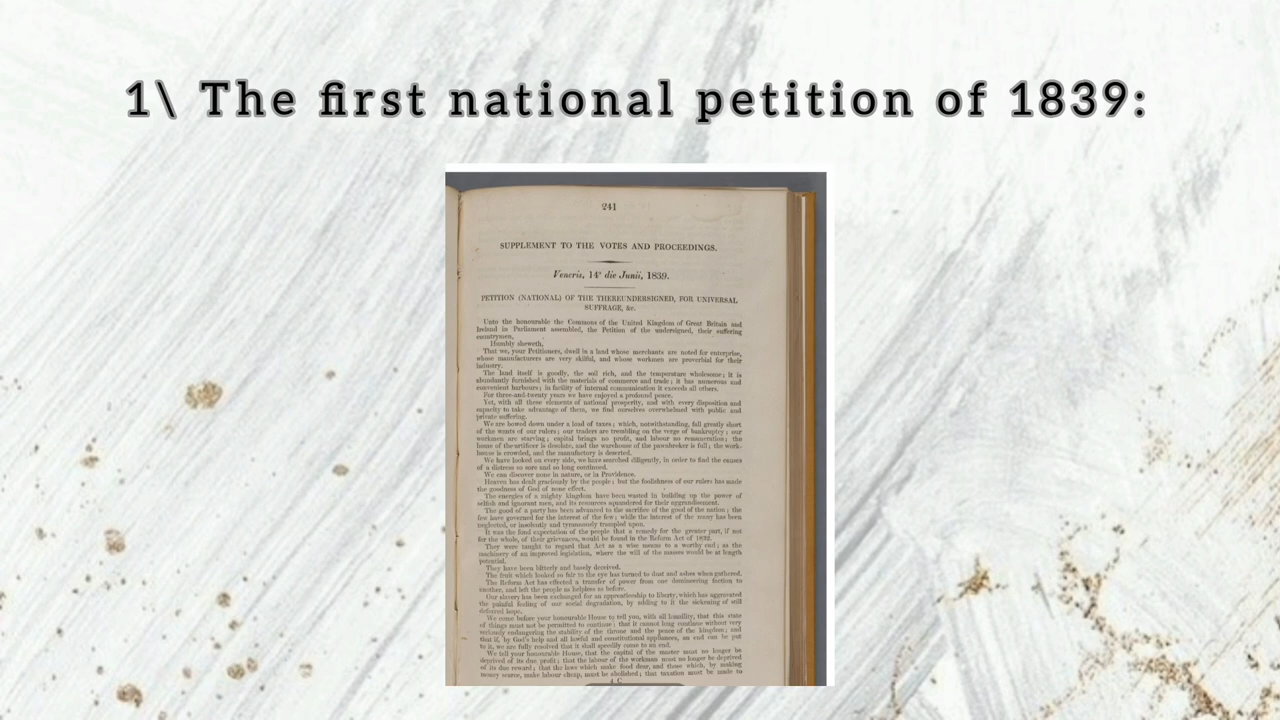 1\ The first national petition of 1839:
241
SUPPLEMENT TO THE VOTES AND PROCEEDINGS.
Veneris, 14° die Junii, 1839.
PETITION (NATIONAL) OF THE THEREUNDERSIGNED, FOR UNIVERSAL
SUFFRAGE, &c.
Unto the honourable the Commons of the United Kingdom of Great Britain and
Ireland in Parliament assembled, the Petition of the undersigned, their suffering
countrymen,
Humbly sheweth,
That we, your Petitioners, dwell in a land whose merchants are noted for enterprise,
whose manufacturers are very skilful, and whose workmen are proverbial for their
industry.
The land itself is goodly, the soil rich, and the temperature wholesome; it is
abundantly furnished with the materials of commerce and trade; it has numerous and
convenient harbours; in facility of internal communication it exceeds all others.
For three-and-twenty years we have enjoyed a profound peace.
Yet, with all these elements of national prosperity, and with every disposition and
capacity to take advantage of them, we find ourselves overwhelmed with public and
private suffering.
We are bowed down under a load of taxes; which, notwithstanding, fall greatly short
of the wants of our rulers; our traders are trembling on the verge of bankruptcy; our
workmen are starving; capital brings no profit, and labour no remuneration; the
home of the artificer is desolate, and the warehouse of the pawnbroker is full; the work-
house is crowded, and the manufactory is deserted.
We have looked on every side, we have searched diligently, in order to find the causes
of a distress so sore and so long continued.
We can discover none in nature, or in Providence.
Heaven has dealt graciously by the people; but the foolishness of our rulers has made
the goodness of God of none effect.
The energies of a mighty kingdom have been wasted in building up the power of
selfish and ignorant men, and its resources squandered for their aggrandisement.
The good of a party has been advanced to the sacrifice of the good of the nation; the
few have governed for the interest of the few; while the interest of the many has been
neglected, or insolently and tyrannously trampled upon.
It was the fond expectation of the people that a remedy for the greater part, if not
for the whole, of their grievances, would be found in the Reform Act of 1832.
They were taught to regard that Act as a wise means to a worthy end; as the
machinery of an improved legislation, where the will of the masses would be at length
potential.
They have been bitterly and basely deceived.
The fruit which looked so fair to the eye has turned to dust and ashes when gathered.
The Reform Act has effected a transfer of power from one domineering faction to
another, and left the people as helpless as before.
Our slavery has been exchanged for an apprenticeship to liberty, which has aggravated
the painful feeling of our social degradation, by adding to it the sickening of still
deferred hope.
We come before your honourable House to tell you, with all humility, that this state
of things must not be permitted to continue; that it cannot long continue without very
seriously endangering the stability of the throne and the peace of the kingdom; and
that if, by God's help and all lawful and constitutional appliances, an end can be put
to it, we are fully resolved that it shall speedily come to an end.
We tell your honourable House, that the capital of the master must no longer be
deprived of its due profit; that the labour of the workman must no longer be deprived
of its due reward; that the laws which make food dear, and those which, by making
money scarce, make labour cheap, must be abolished; that taxation must be made to
4 C